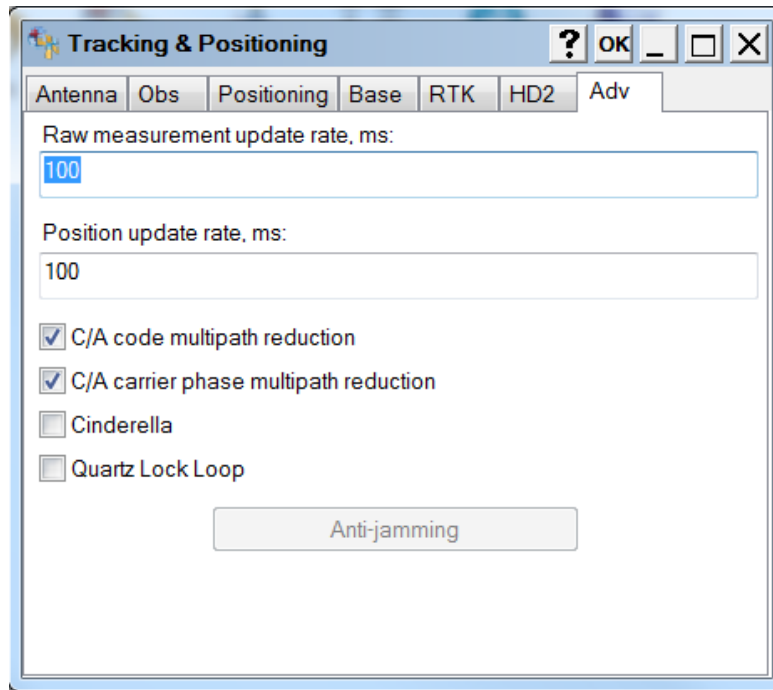 Tracking & Positioning ? OK
Antenna Obs Positioning Base RTK HD2 Adv
Raw measurement update rate, ms:
100
Position update rate, ms:
100
C/A code multipath reduction
C/A carrier phase multipath reduction
Cinderella
Quartz Lock Loop
Anti-jamming